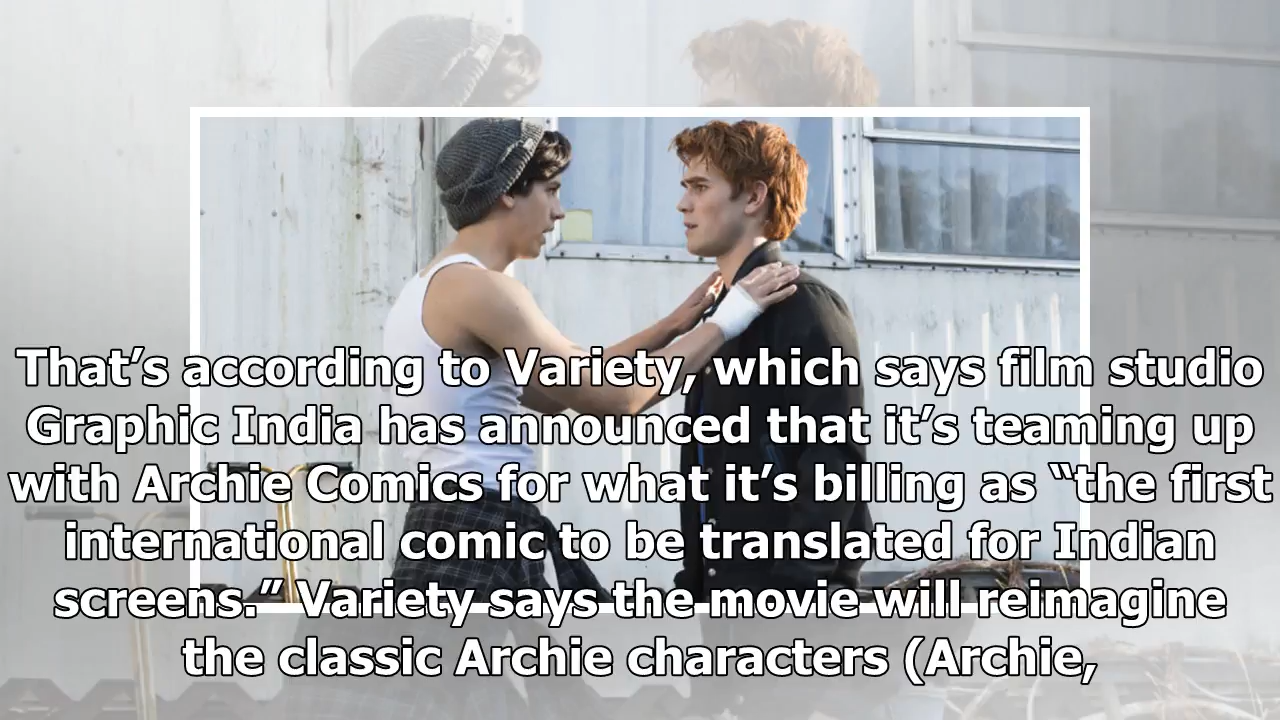 That’s according to Variety, which says film studio
Graphic India has announced that it’s teaming up
with Archie Comics for what it’s billing as “the first
international comic to be translated for Indian
screens.” Variety says the movie will reimagine
the classic Archie characters (Archie,